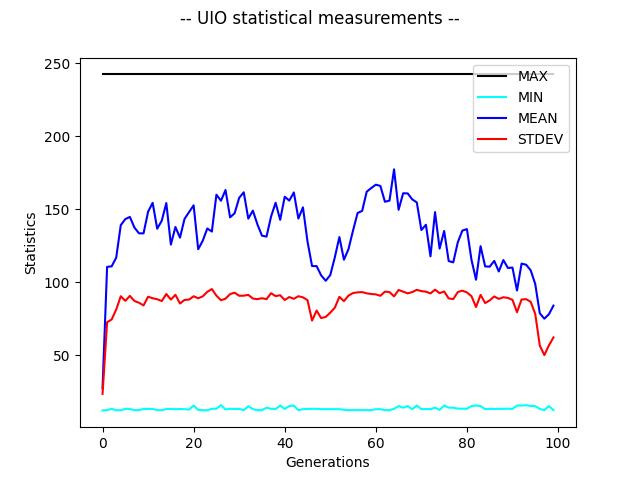 -- UIO statistical measurements --
250
200
150
100
50
Statistics
MAX
MIN
MEAN
STDEV
0 20 40 60 80 100
Generations